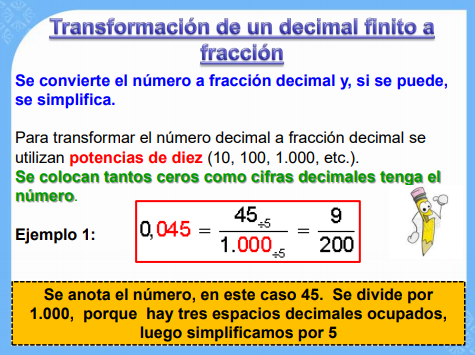 Transformación de un decimal finito a
fracción
Se convierte el número a fracción decimal y, si se puede,
se simplifica.
Para transformar el número decimal a fracción decimal se
utilizan potencias de diez (10, 100, 1.000, etc.).
Se colocan tantos ceros como cifras decimales tenga el
número.
Ejemplo 1: 0,045 = 45÷5 / 1.000÷5 = 9 / 200
Se anota el número, en este caso 45. Se divide por
1.000, porque hay tres espacios decimales ocupados,
luego simplificamos por 5